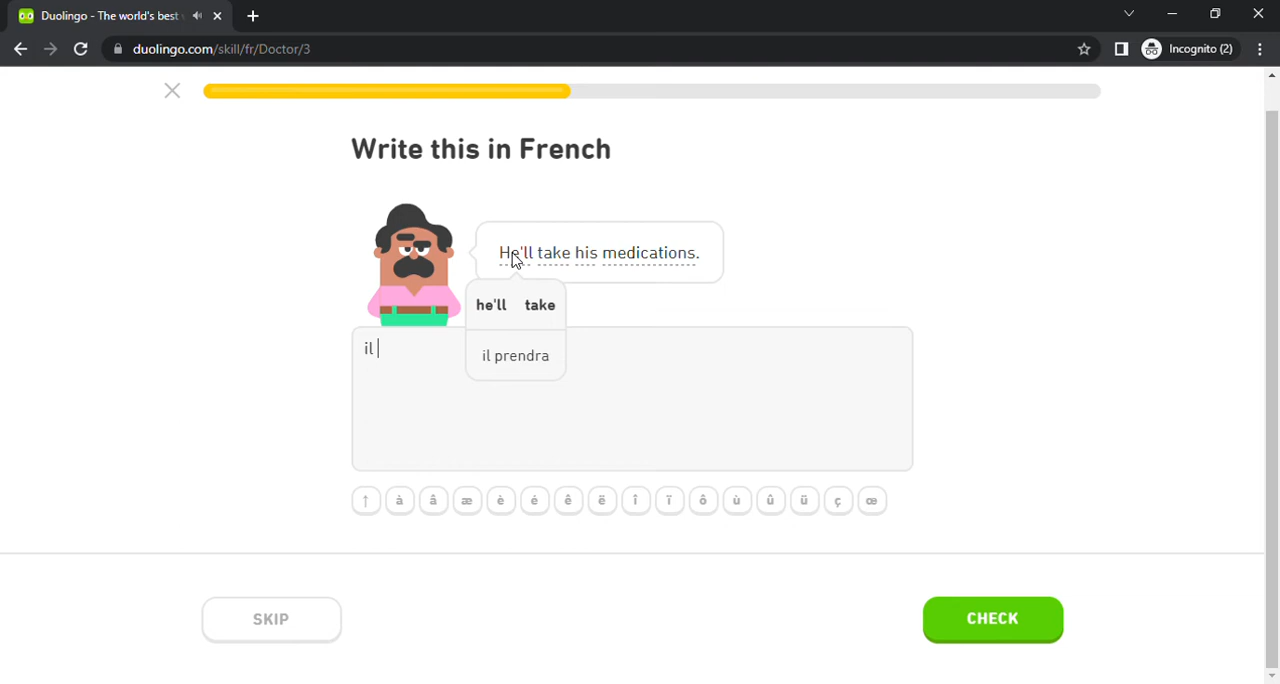 Duolingo - The world's best
duolingo.com/skill/fr/Doctor/3
Incognito (2)
Write this in French
He'll take his medications.
he'll take
il prendra
il
↑ à â æ è é ê ë î ï ô ù û ü ç œ
SKIP
CHECK